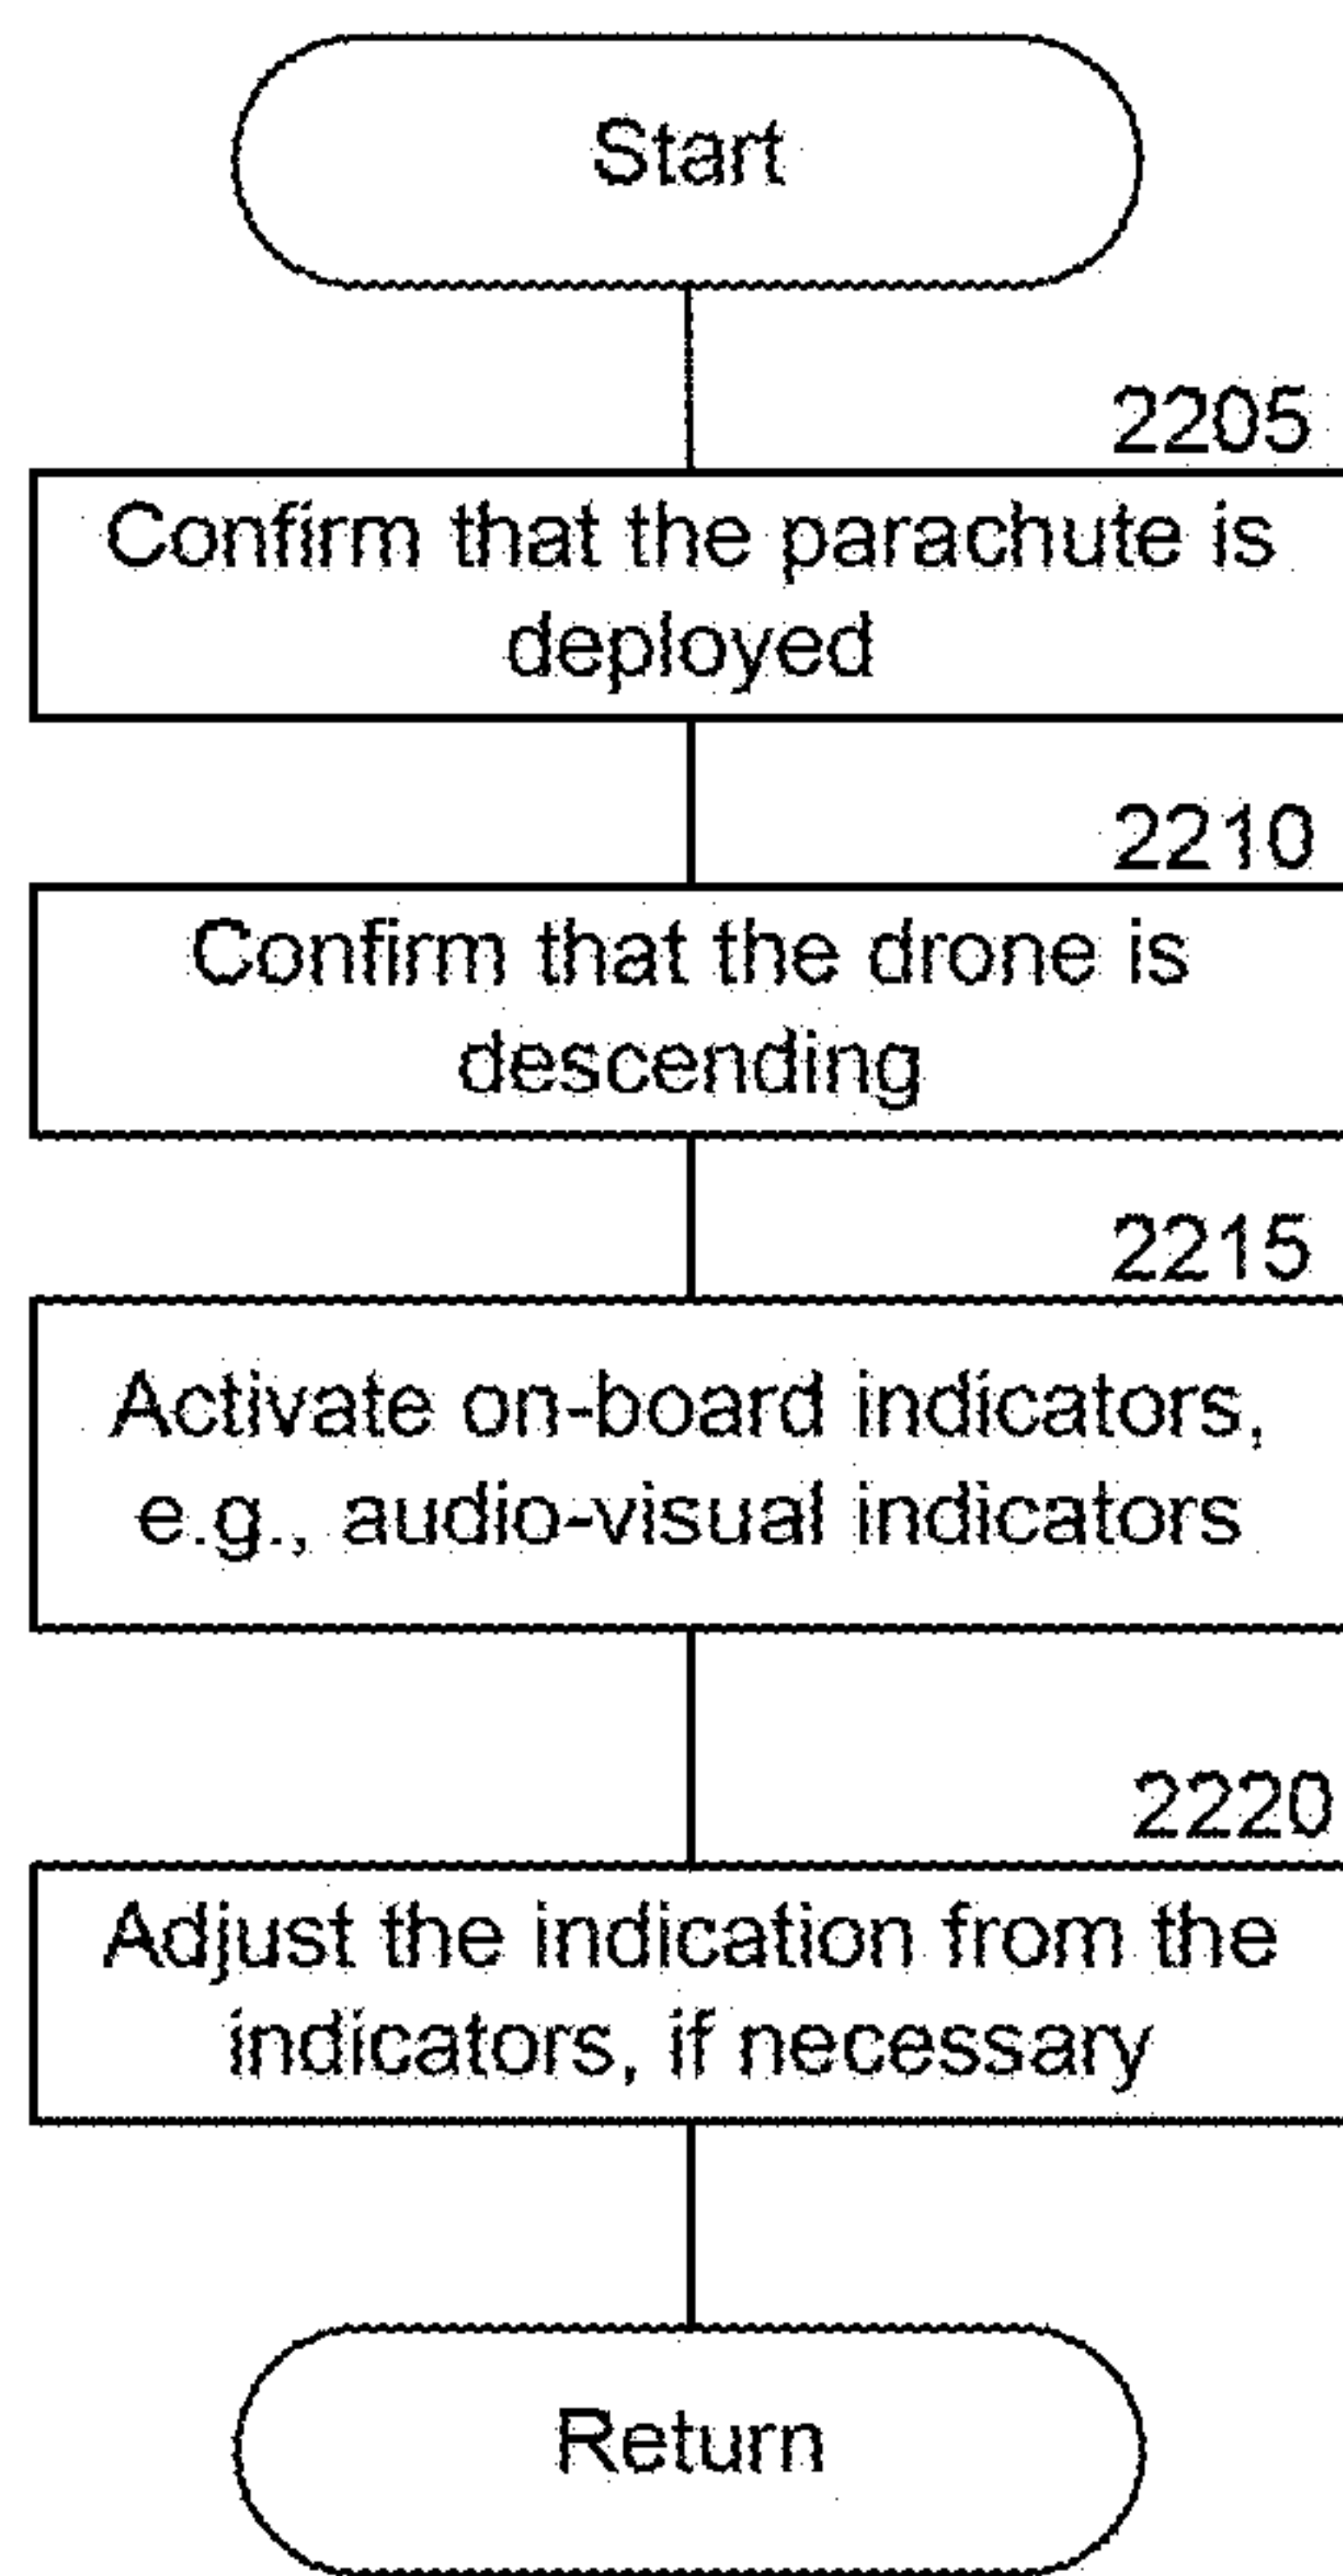 Start
2205
Confirm that the parachute is
deployed
2210
Confirm that the drone is
descending
2215
Activate on-board indicators,
e.g., audio-visual indicators
2220
Adjust the indication from the
indicators, if necessary
Return